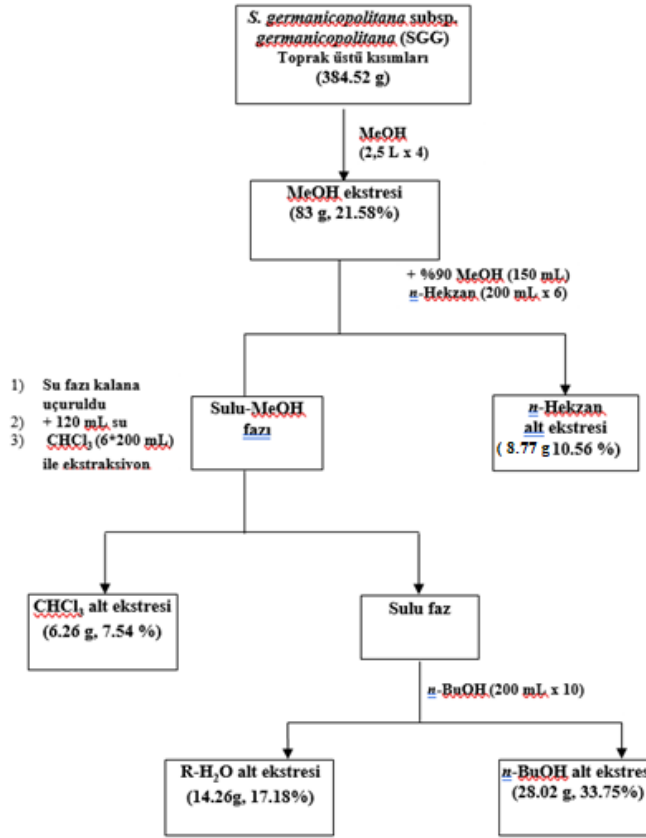 S. germanicopolitana subsp.
germanicopolitana (SGG)
Toprak üstü kısımları
(384.52 g)
MeOH
(2,5 L x 4)
MeOH ekstresi
(83 g, 21.58%)
+ %90 MeOH (150 mL)
n-Hekzan (200 mL x 6)
1) Su fazı kalana
uçuruldu
2) + 120 mL su
3) CHCl₃ (6*200 mL)
ile ekstraksiyon
Sulu-MeOH
fazı
n-Hekzan
alt ekstresi
( 8.77 g 10.56 %)
CHCl₃ alt ekstresi
(6.26 g, 7.54 %)
Sulu faz
n-BuOH (200 mL x 10)
R-H₂O alt ekstresi
(14.26g, 17.18%)
n-BuOH alt ekstres
(28.02 g, 33.75%)